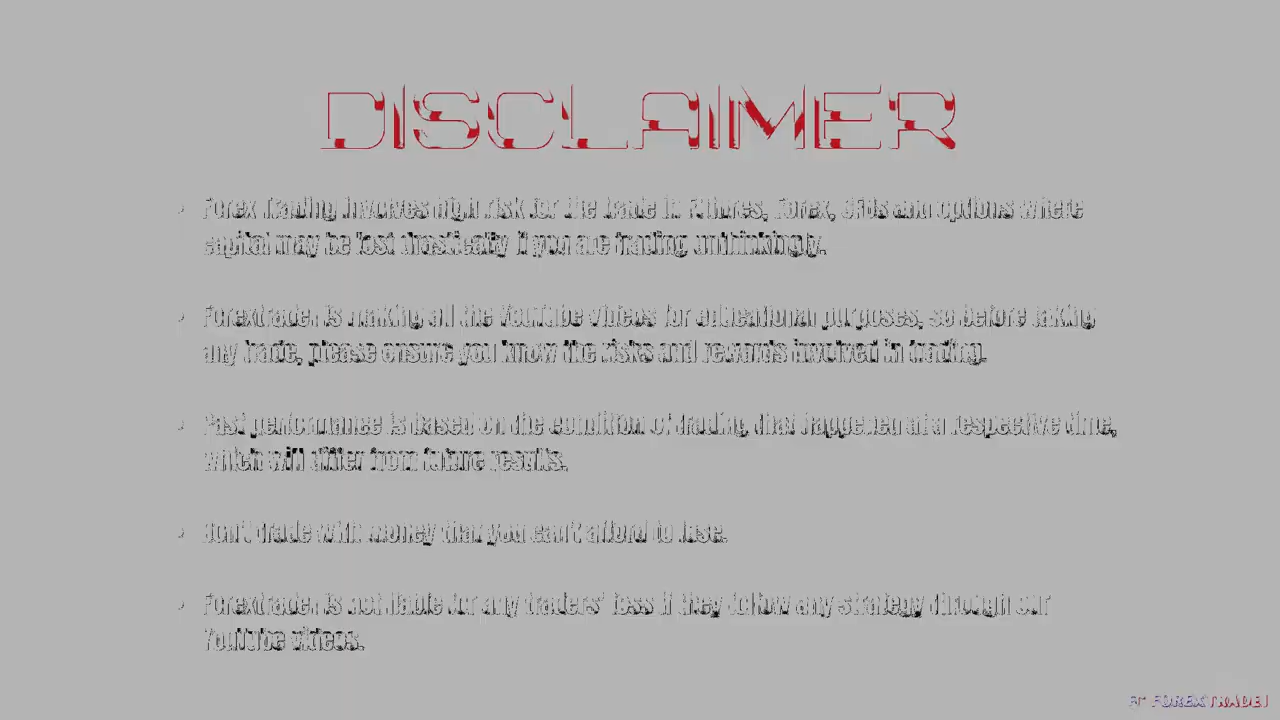 DISCLAIMER
• Forex Trading involves high risk for the trade in Futures, Forex, CFDs and options where
capital may be lost drastically if you are trading unthinkingly.
• Forextrade1 is making all the Youtube videos for educational purposes, so before taking
any trade, please ensure you know the risks and rewards involved in trading.
• Past performance is based on the condition of trading that happened at a respective time,
which will differ from future results.
• Don't trade with money that you can't afford to lose.
• Forextrade1 is not liable for any traders' loss if they follow any strategy through our
Youtube videos.
FT FOREXTRADE1